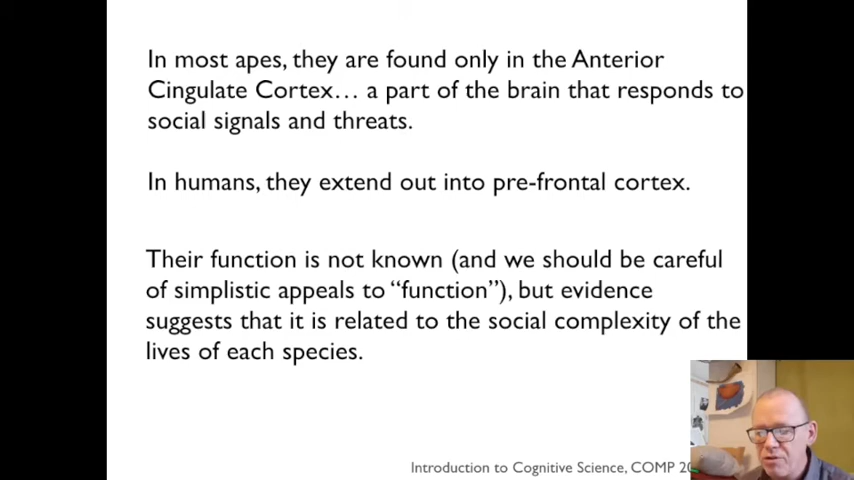 In most apes, they are found only in the Anterior
Cingulate Cortex… a part of the brain that responds to
social signals and threats.
In humans, they extend out into pre-frontal cortex.
Their function is not known (and we should be careful
of simplistic appeals to “function”), but evidence
suggests that it is related to the social complexity of the
lives of each species.
Introduction to Cognitive Science, COMP